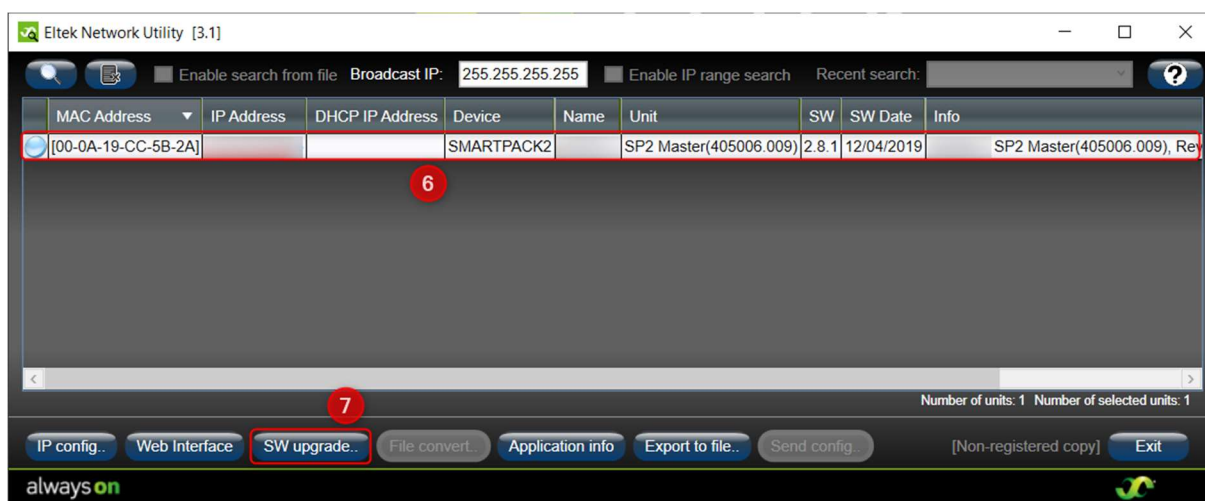 Eltek Network Utility [3.1]
Enable search from file Broadcast IP: 255.255.255.255 Enable IP range search Recent search: ?
MAC Address IP Address DHCP IP Address Device Name Unit SW SW Date Info
[00-0A-19-CC-5B-2A] SMARTPACK2 SP2 Master(405006.009) 2.8.1 12/04/2019 SP2 Master(405006.009), Rev
6
Number of units: 1 Number of selected units: 1
7
IP config.. Web Interface SW upgrade.. File convert.. Application info Export to file.. Send config.. [Non-registered copy] Exit
always on